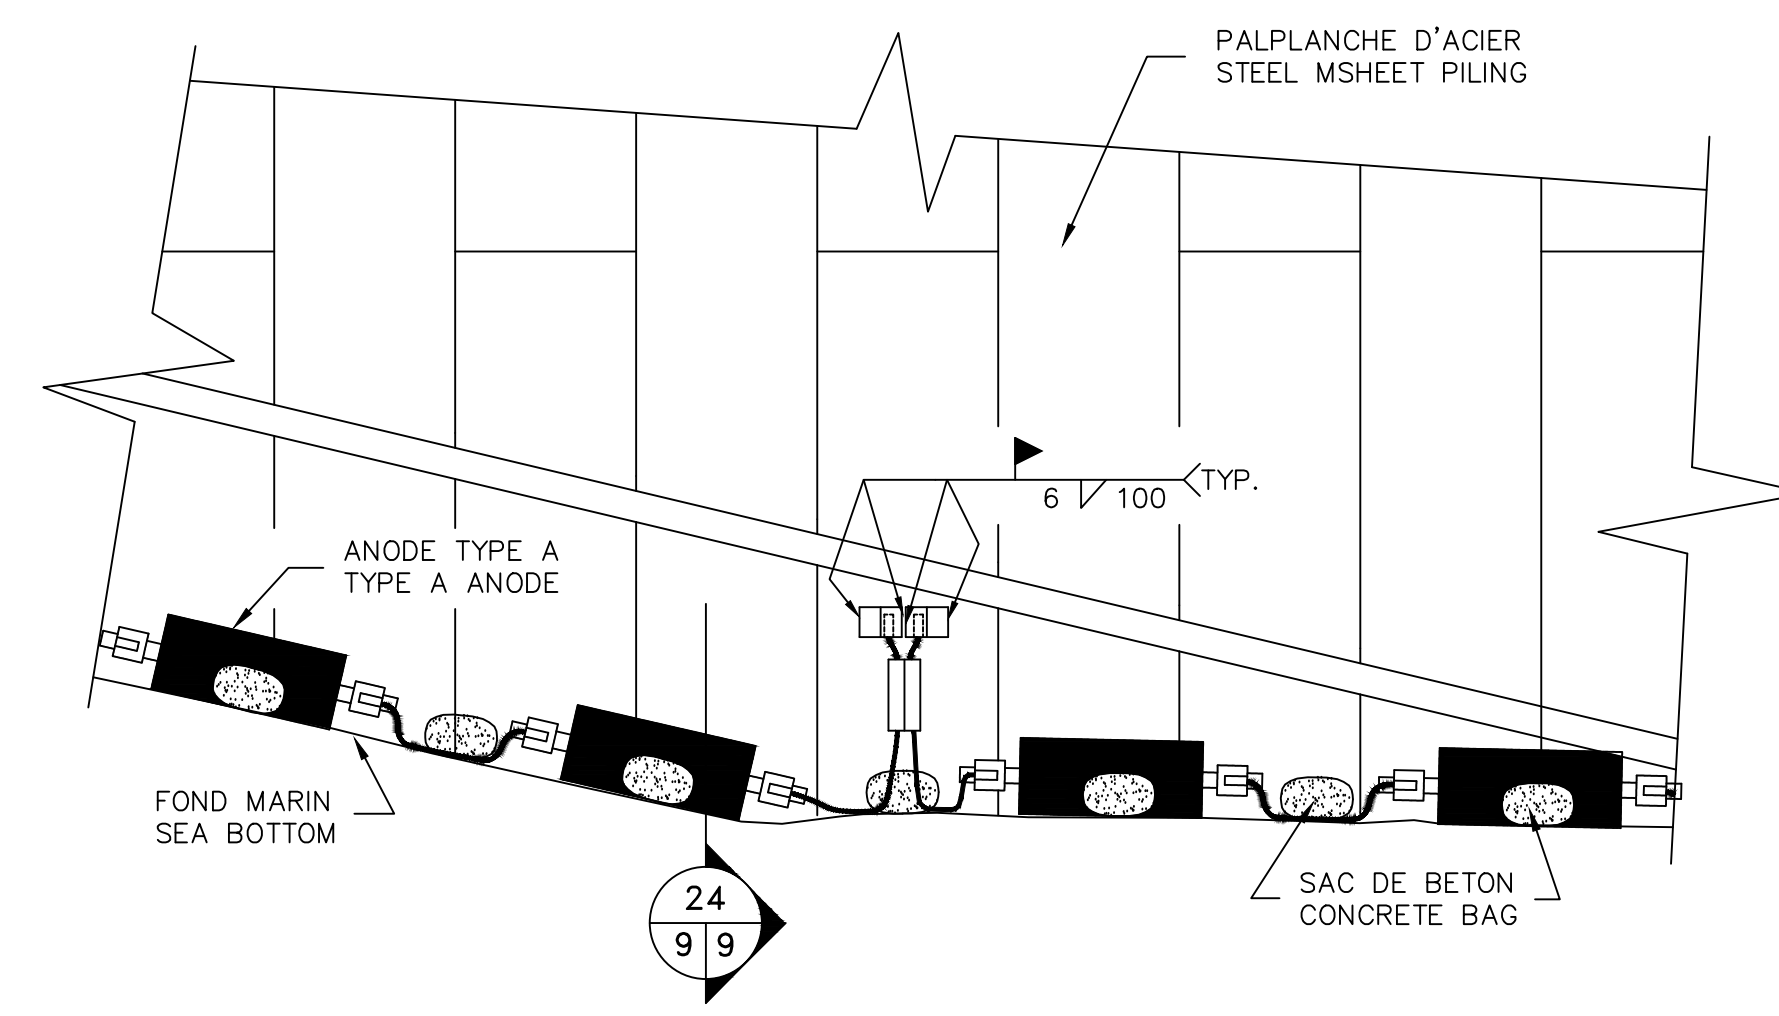 PALPLANCHE D'ACIER
STEEL MSHEET PILING
TYP.
6 100
ANODE TYPE A
TYPE A ANODE
FOND MARIN
SEA BOTTOM
24
9 9
SAC DE BETON
CONCRETE BAG